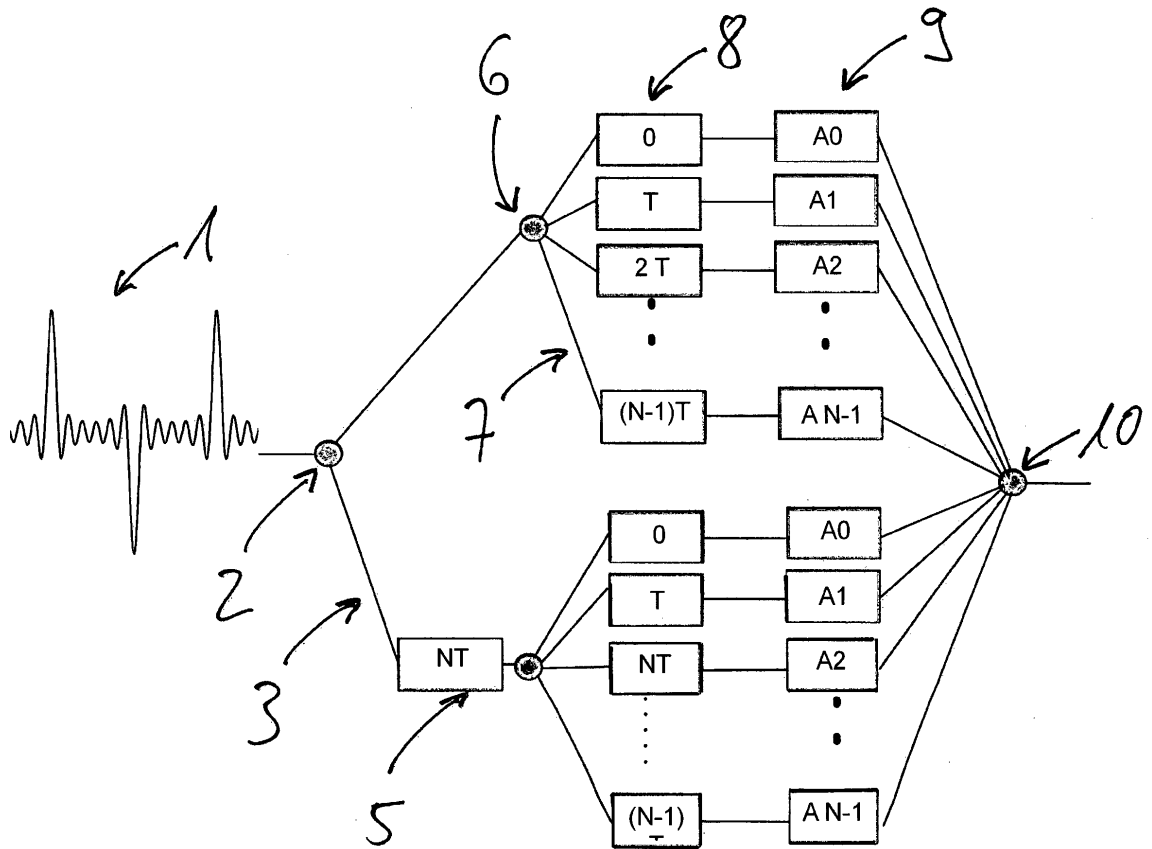 8
9
6
0 A0
T A1
1
2 T A2
7
(N-1)T A N-1
10
2
0 A0
T A1
3
NT NT A2
5
(N-1) A N-1
T